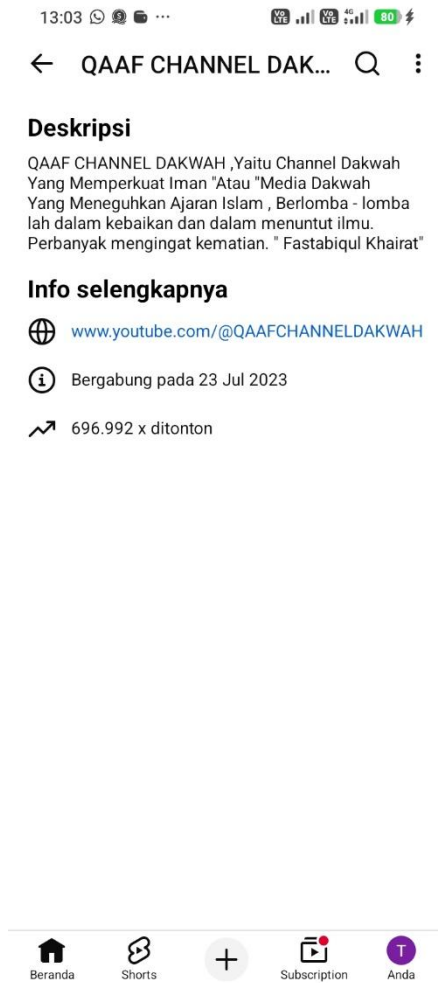 13:03
80
QAAF CHANNEL DAK...
Deskripsi
QAAF CHANNEL DAKWAH ,Yaitu Channel Dakwah
Yang Memperkuat Iman "Atau "Media Dakwah
Yang Meneguhkan Ajaran Islam , Berlomba - lomba
lah dalam kebaikan dan dalam menuntut ilmu.
Perbanyak mengingat kematian. " Fastabiqul Khairat"
Info selengkapnya
www.youtube.com/@QAAFCHANNELDAKWAH
Bergabung pada 23 Jul 2023
696.992 x ditonton
T
Beranda
Shorts
Subscription
Anda